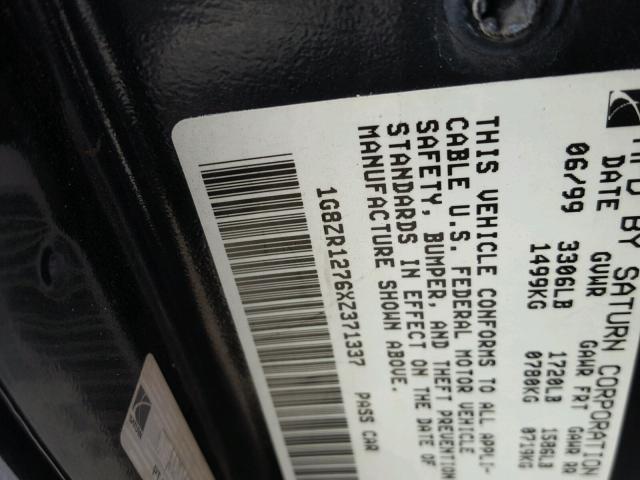 MFD BY SATURN CORPORATION
DATE GVWR GAWR FRT GAWR RR
06/99 3306LB 1720LB 1586LB
1499KG 0780KG 0719KG
THIS VEHICLE CONFORMS TO ALL APPLI-
CABLE U.S. FEDERAL MOTOR VEHICLE
SAFETY, BUMPER, AND THEFT PREVENTION
STANDARDS IN EFFECT ON THE DATE OF
MANUFACTURE SHOWN ABOVE.
1G8ZR1276XZ371337 PASS CAR